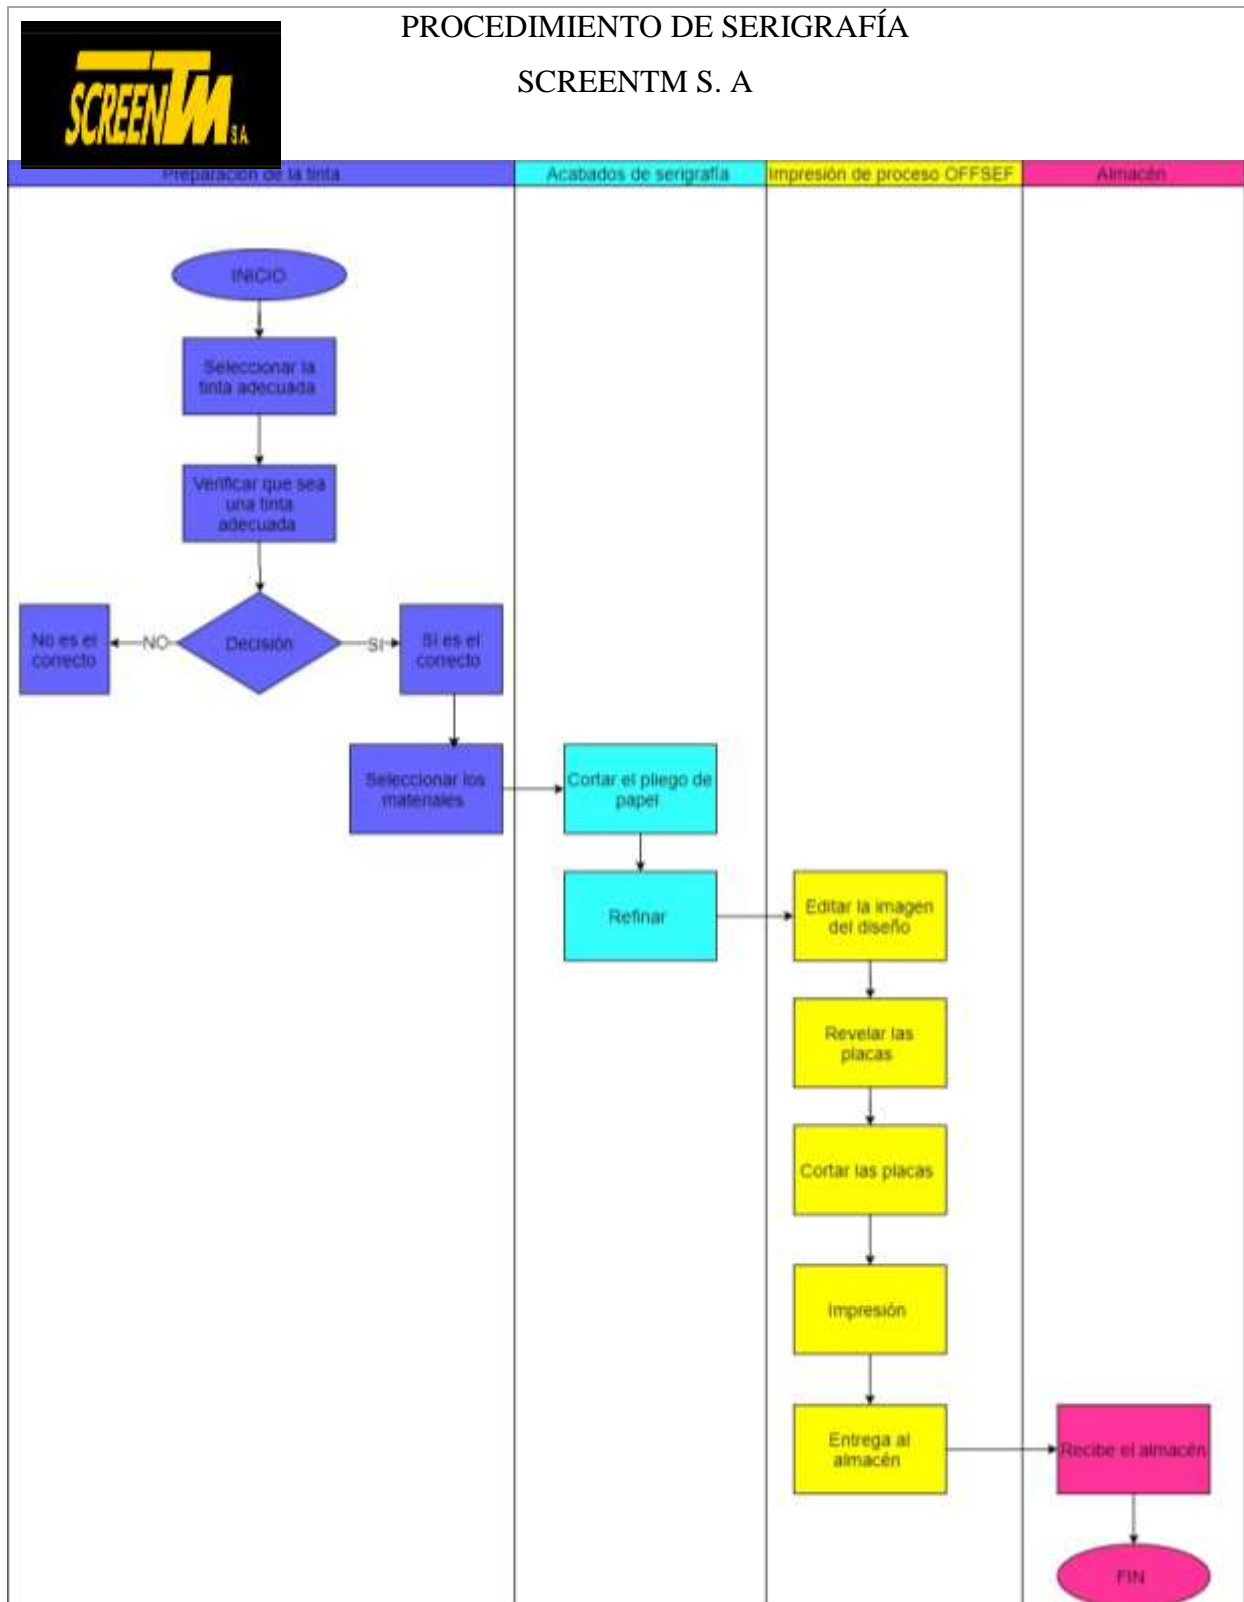 PROCEDIMIENTO DE SERIGRAFÍA
SCREENTM S. A
SCREENTM S.A.
Preparación de la tinta
Acabados de serigrafía
Impresión de proceso OFFSEF
Almacén
INICIO
Seleccionar la
tinta adecuada
Verificar que sea
una tinta
adecuada
No es el
correcto
NO
Decisión
SI
SI es el
correcto
Seleccionar los
materiales
Cortar el pliego de
papel
Refinar
Editar la imagen
del diseño
Revelar las
placas
Cortar las placas
Impresión
Entrega al
almacén
Recibe el almacén
FIN